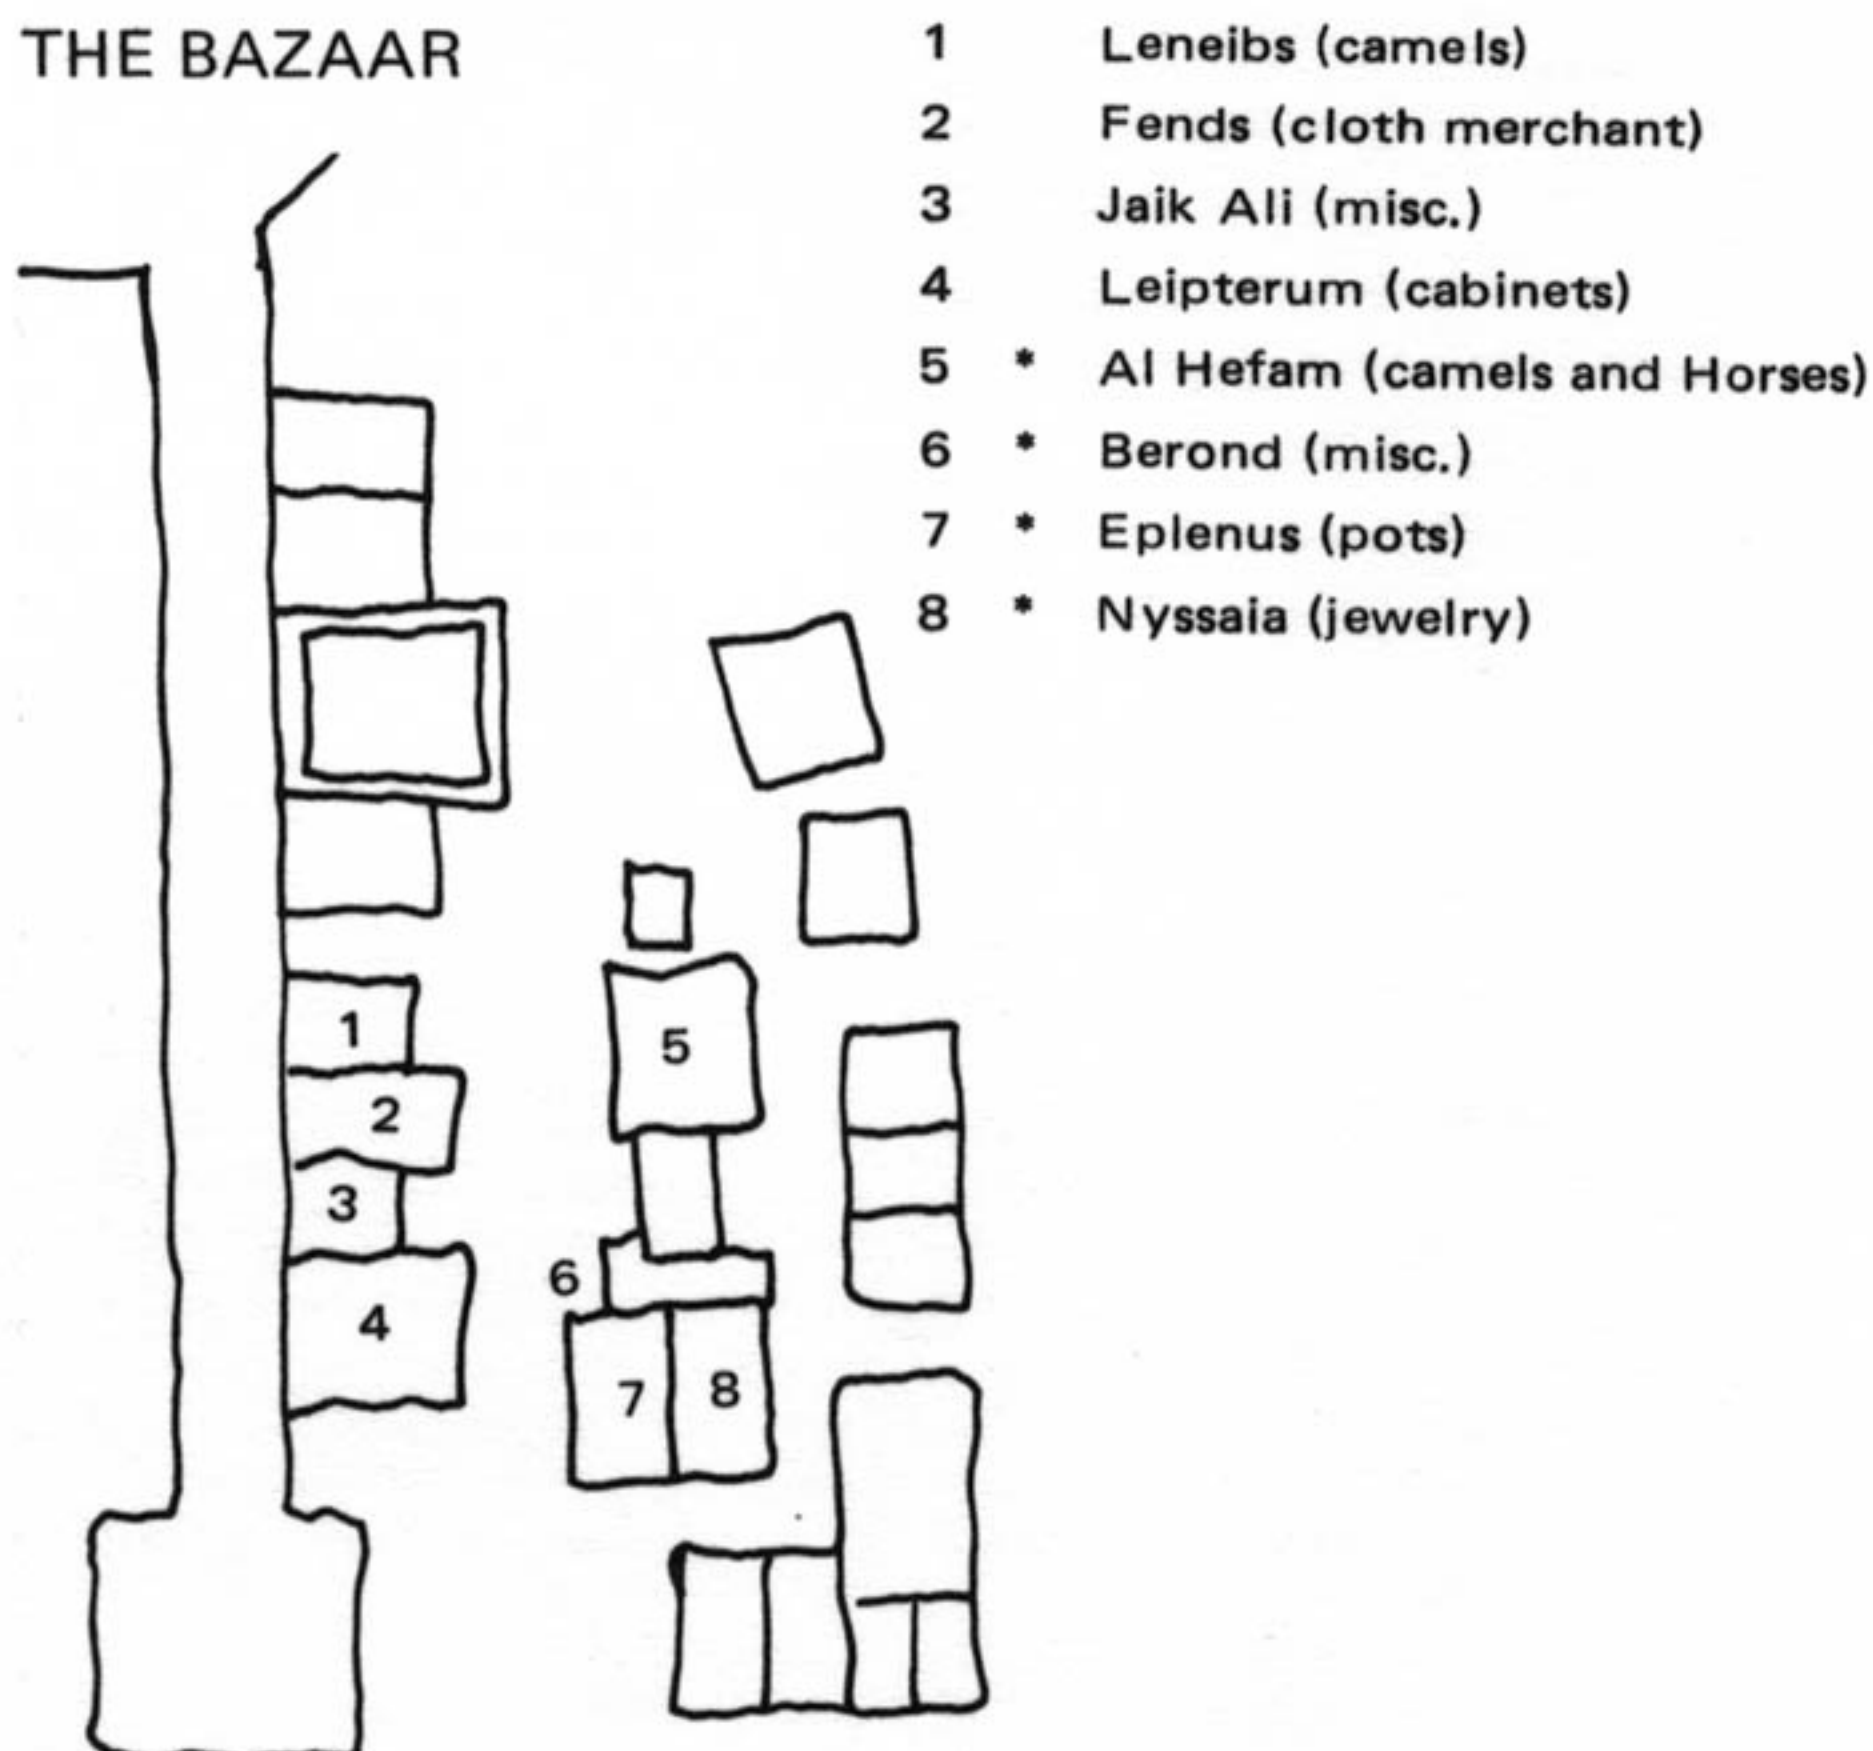 THE BAZAAR
1 Leneibs (camels)
2 Fends (cloth merchant)
3 Jaik Ali (misc.)
4 Leipterum (cabinets)
5 * Al Hefam (camels and Horses)
6 * Berond (misc.)
7 * Eplenus (pots)
8 * Nyssaia (jewelry)
1
2
3
4
5
6
7
8